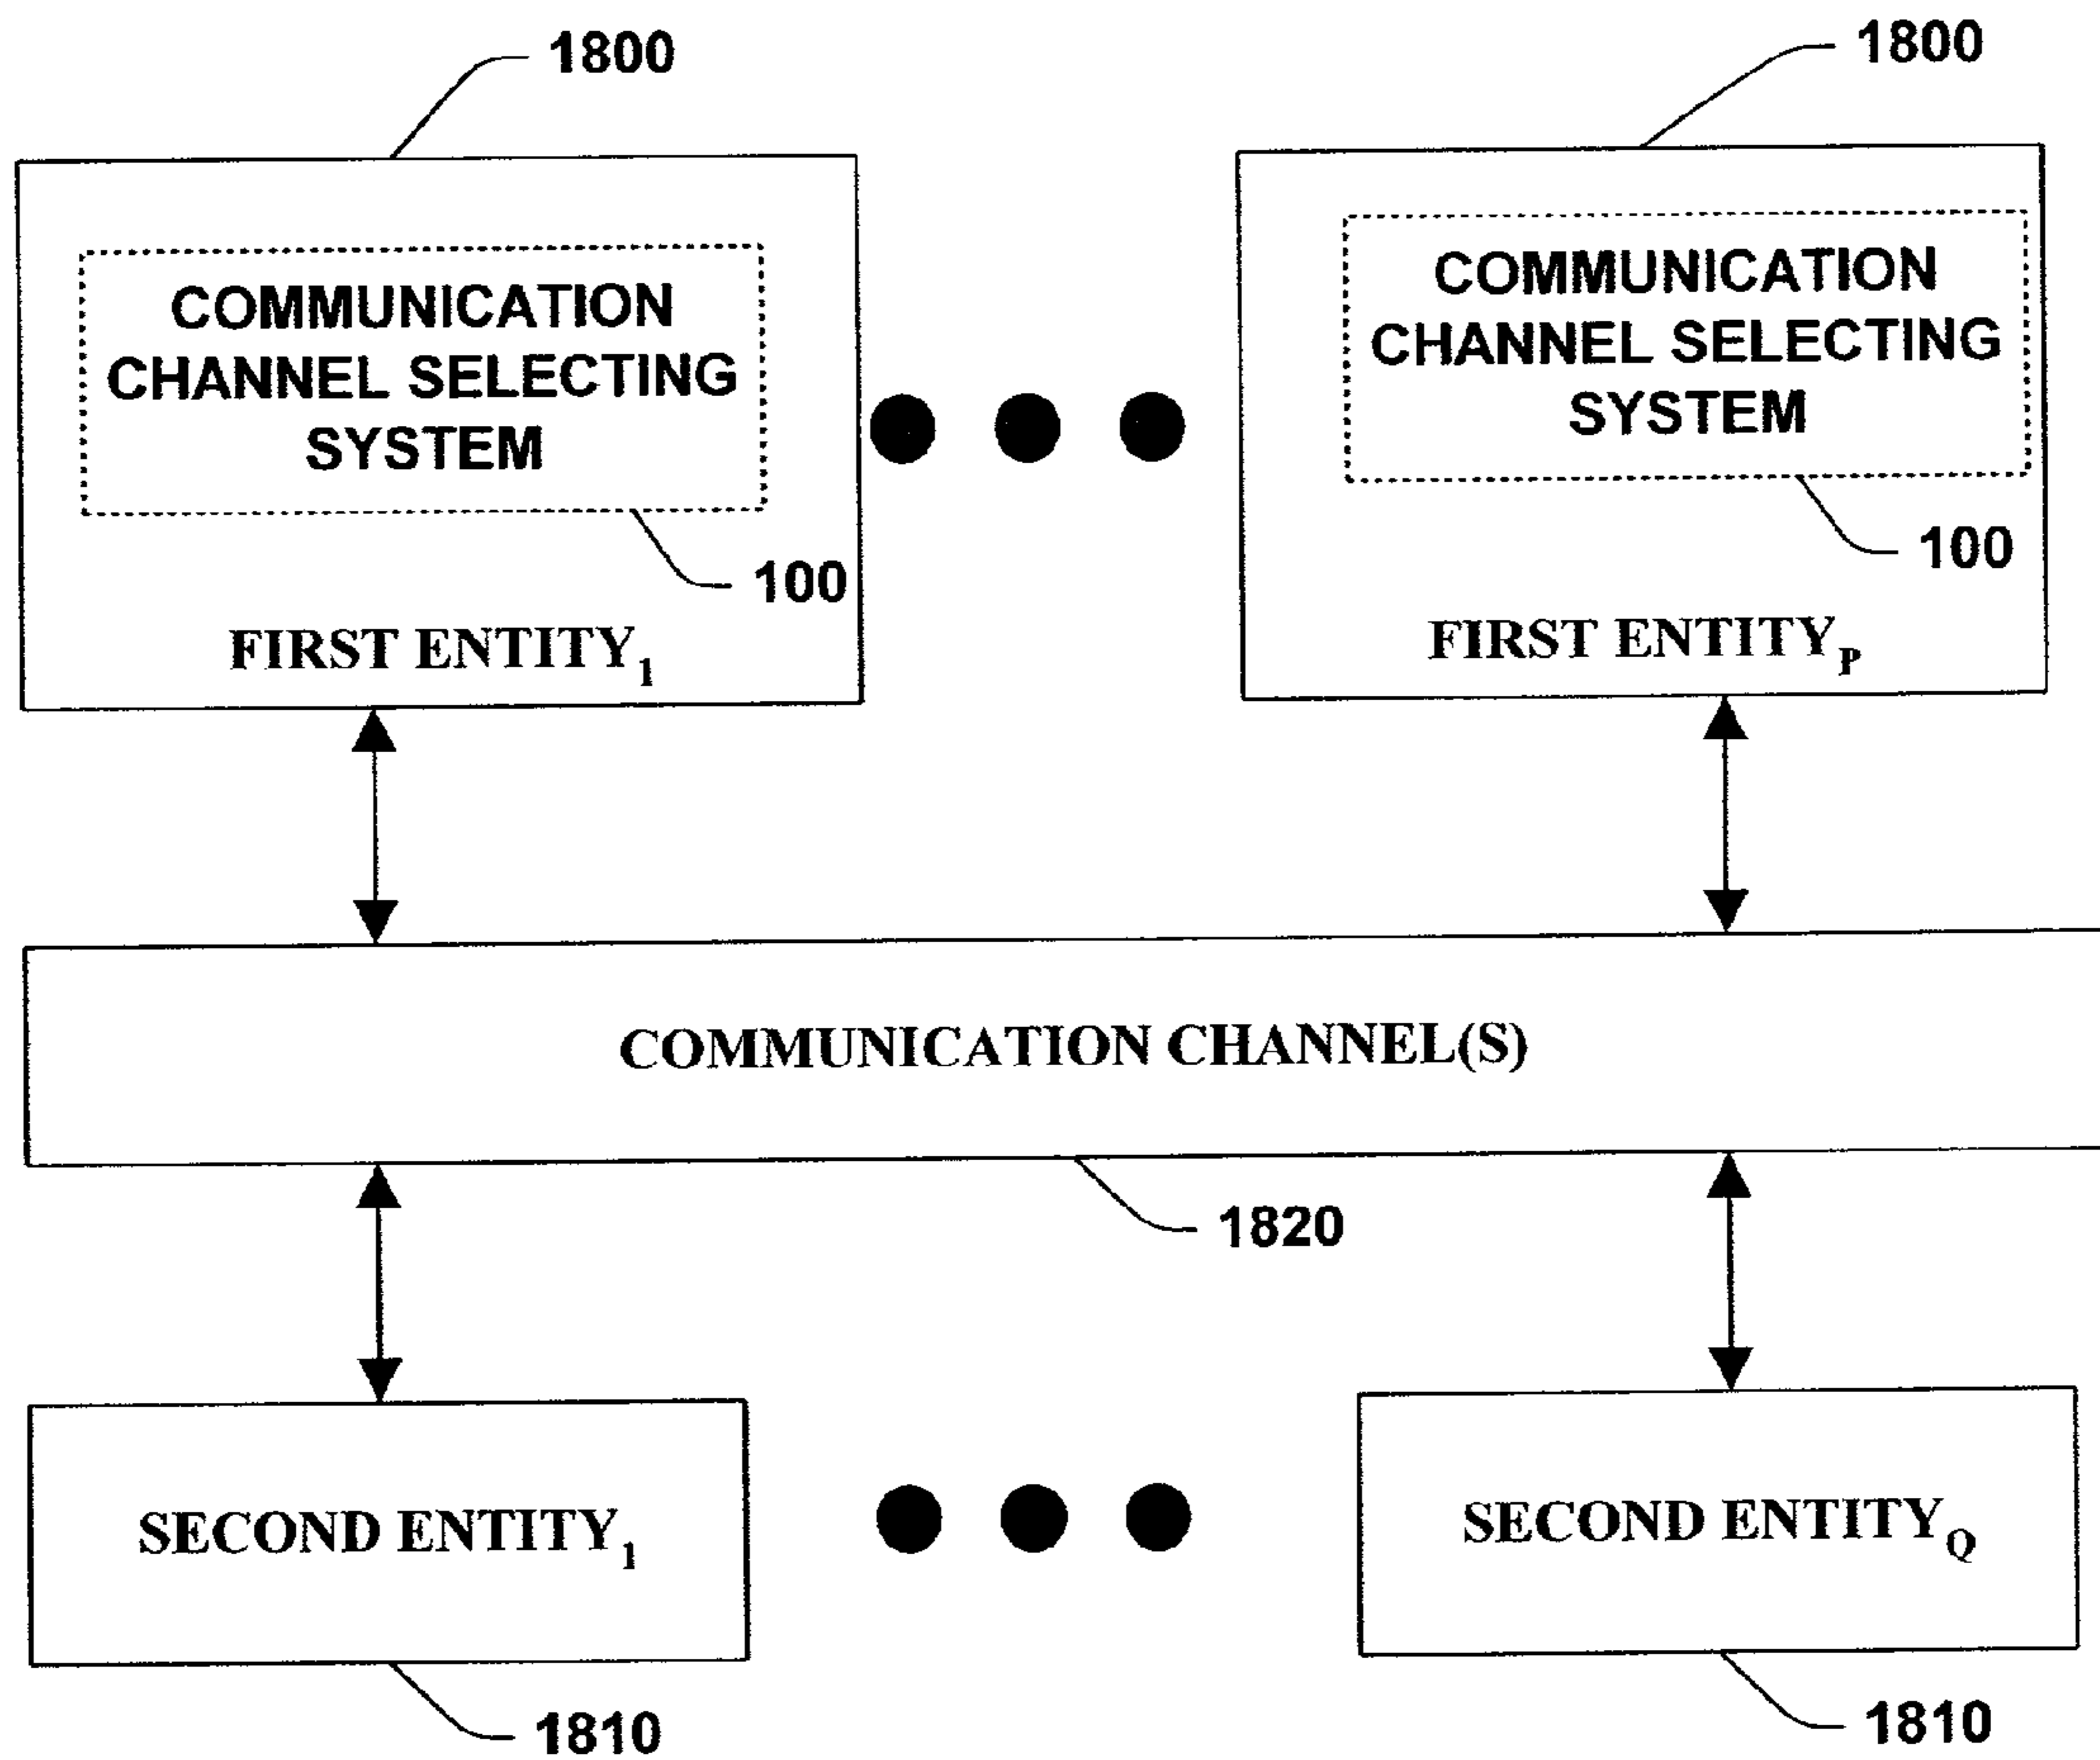 1800
1800
COMMUNICATION
CHANNEL SELECTING
SYSTEM
100
FIRST ENTITY₁
COMMUNICATION
CHANNEL SELECTING
SYSTEM
100
FIRST ENTITYP
COMMUNICATION CHANNEL(S)
1820
SECOND ENTITY₁
SECOND ENTITYQ
1810
1810